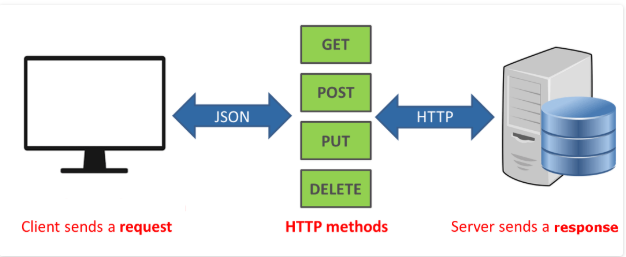 GET
POST
JSON
HTTP
PUT
DELETE
Client sends a request
HTTP methods
Server sends a response